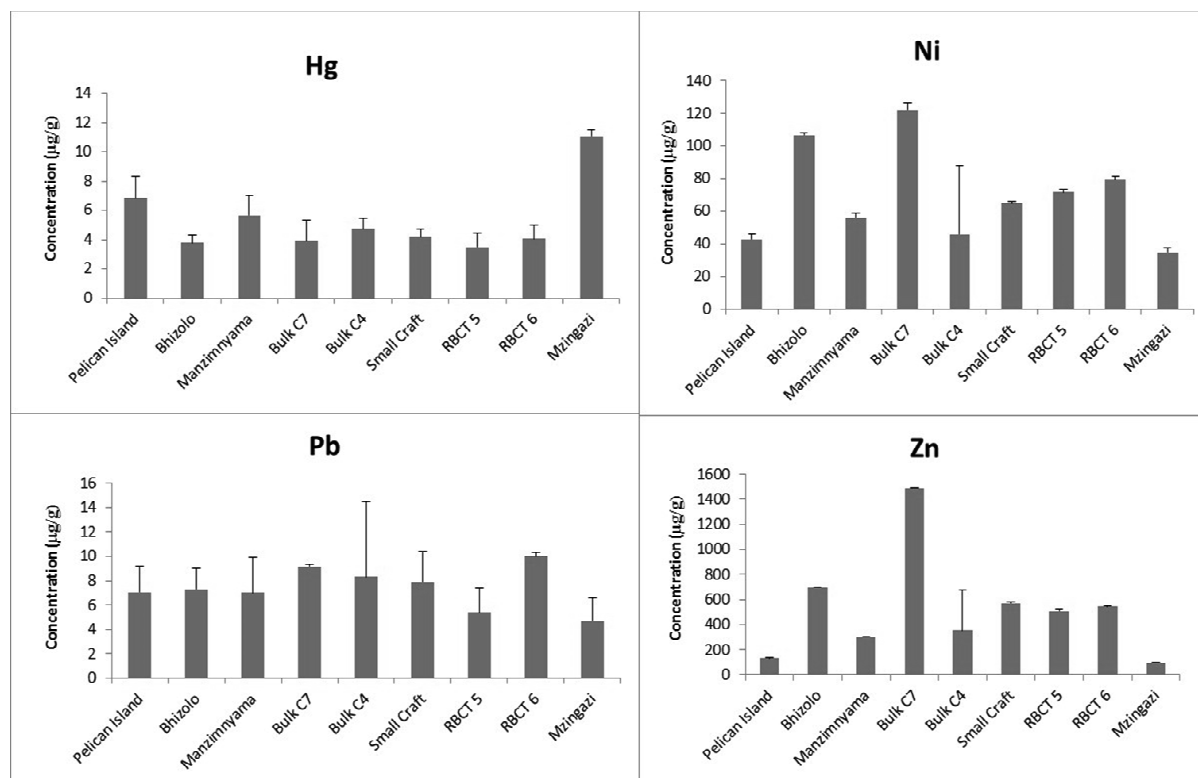 Hg
Concentration (µg/g)
14
12
10
8
6
4
2
0
Pelican Island
Bhizolo
Manzimnyama
Bulk C7
Bulk C4
Small Craft
RBCT 5
RBCT 6
Mzingazi
Ni
Concentration (µg/g)
140
120
100
80
60
40
20
0
Pelican Island
Bhizolo
Manzimnyama
Bulk C7
Bulk C4
Small Craft
RBCT 5
RBCT 6
Mzingazi
Pb
Concentration (µg/g)
16
14
12
10
8
6
4
2
0
Pelican Island
Bhizolo
Manzimnyama
Bulk C7
Bulk C4
Small Craft
RBCT 5
RBCT 6
Mzingazi
Zn
Concentration (µg/g)
1600
1400
1200
1000
800
600
400
200
0
Pelican Island
Bhizolo
Manzimnyama
Bulk C7
Bulk C4
Small Craft
RBCT 5
RBCT 6
Mzingazi